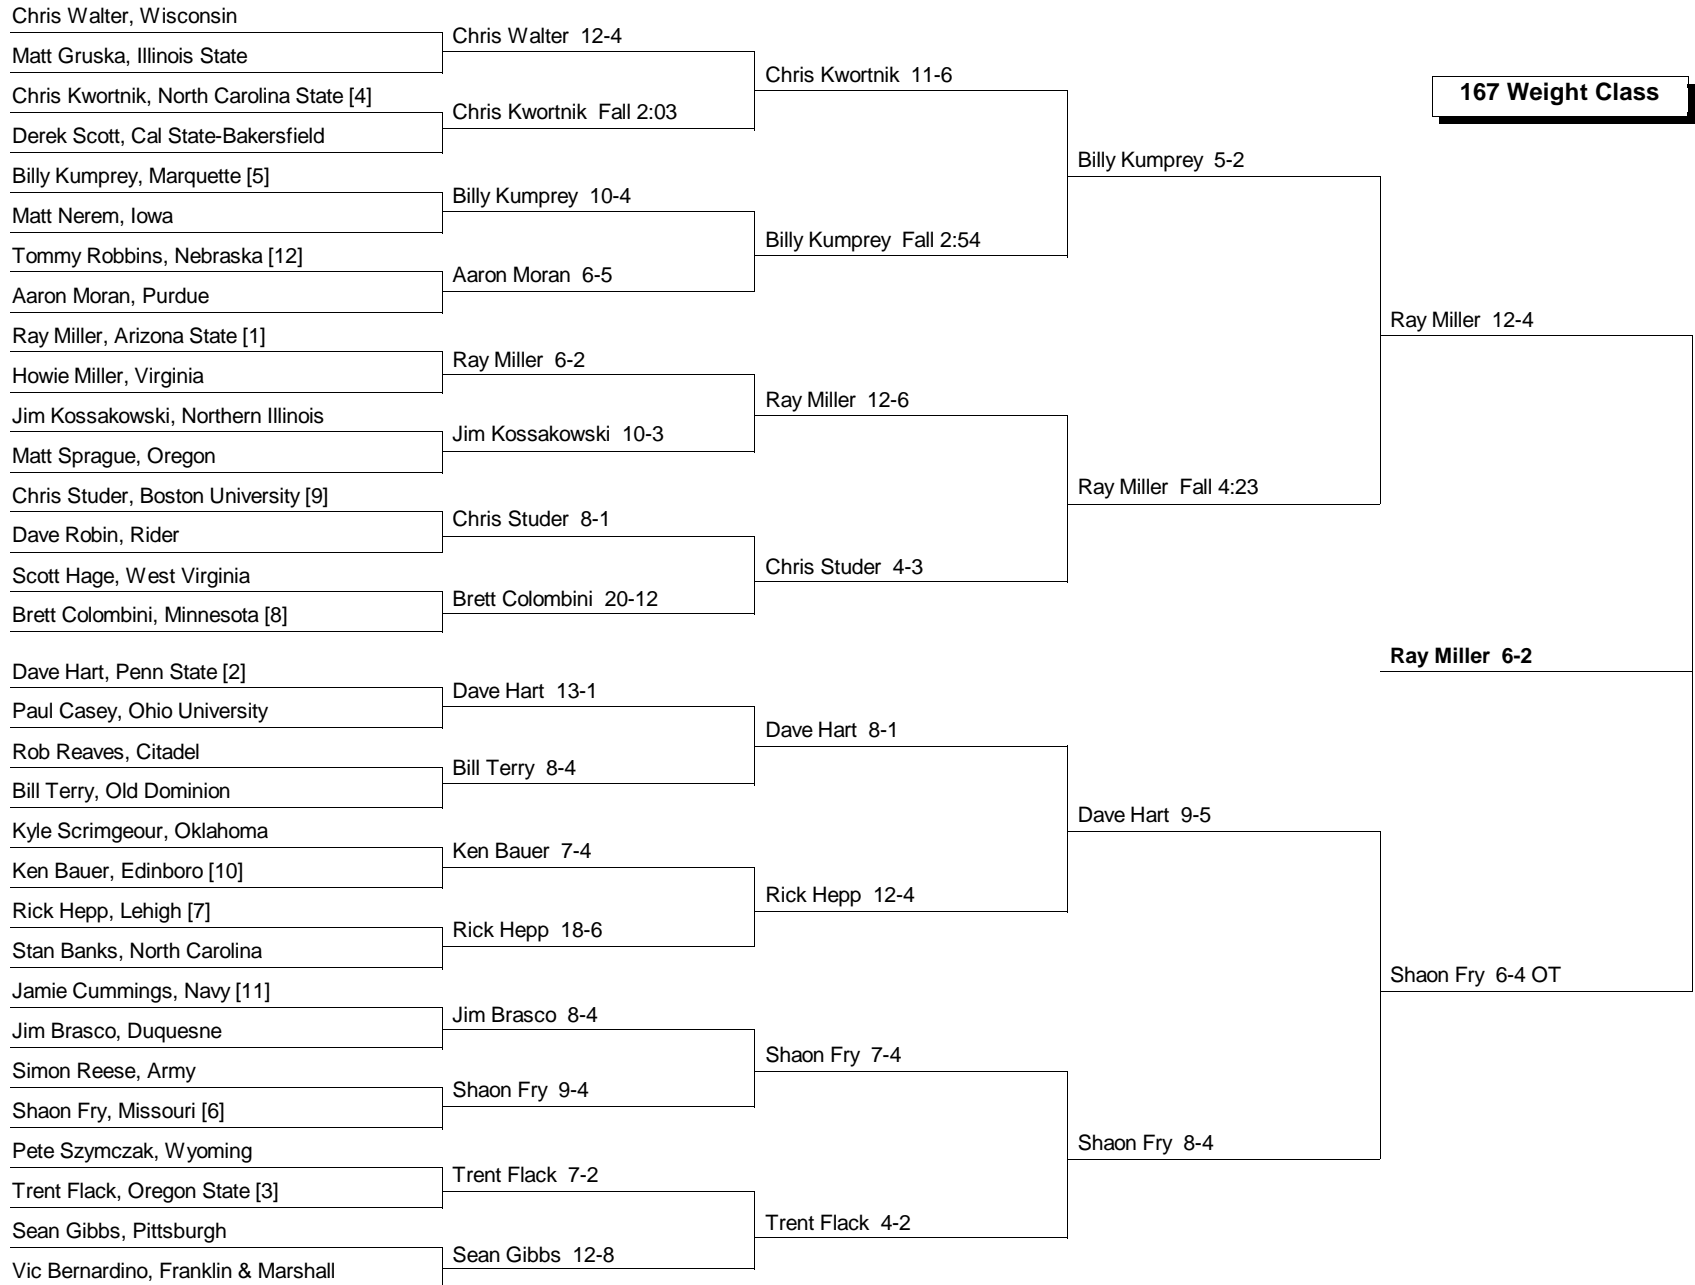 167 Weight Class
Chris Walter, Wisconsin
Matt Gruska, Illinois State
Chris Kwortnik, North Carolina State [4]
Derek Scott, Cal State-Bakersfield
Billy Kumprey, Marquette [5]
Matt Nerem, Iowa
Tommy Robbins, Nebraska [12]
Aaron Moran, Purdue
Ray Miller, Arizona State [1]
Howie Miller, Virginia
Jim Kossakowski, Northern Illinois
Matt Sprague, Oregon
Chris Studer, Boston University [9]
Dave Robin, Rider
Scott Hage, West Virginia
Brett Colombini, Minnesota [8]
Dave Hart, Penn State [2]
Paul Casey, Ohio University
Rob Reaves, Citadel
Bill Terry, Old Dominion
Kyle Scrimgeour, Oklahoma
Ken Bauer, Edinboro [10]
Rick Hepp, Lehigh [7]
Stan Banks, North Carolina
Jamie Cummings, Navy [11]
Jim Brasco, Duquesne
Simon Reese, Army
Shaon Fry, Missouri [6]
Pete Szymczak, Wyoming
Trent Flack, Oregon State [3]
Sean Gibbs, Pittsburgh
Vic Bernardino, Franklin & Marshall
Chris Walter 12-4
Chris Kwortnik Fall 2:03
Billy Kumprey 10-4
Aaron Moran 6-5
Ray Miller 6-2
Jim Kossakowski 10-3
Chris Studer 8-1
Brett Colombini 20-12
Dave Hart 13-1
Bill Terry 8-4
Ken Bauer 7-4
Rick Hepp 18-6
Jim Brasco 8-4
Shaon Fry 9-4
Trent Flack 7-2
Sean Gibbs 12-8
Chris Kwortnik 11-6
Billy Kumprey Fall 2:54
Ray Miller 12-6
Chris Studer 4-3
Dave Hart 8-1
Rick Hepp 12-4
Shaon Fry 7-4
Trent Flack 4-2
Billy Kumprey 5-2
Ray Miller Fall 4:23
Dave Hart 9-5
Shaon Fry 8-4
Ray Miller 12-4
Shaon Fry 6-4 OT
Ray Miller 6-2